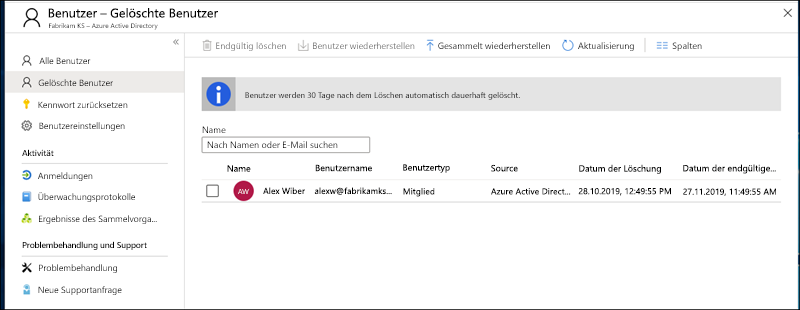 Benutzer – Gelöschte Benutzer
Fabrikam KS – Azure Active Directory
Alle Benutzer
Gelöschte Benutzer
Kennwort zurücksetzen
Benutzereinstellungen
Aktivität
Anmeldungen
Überwachungsprotokolle
Ergebnisse des Sammelvorga...
Problembehandlung und Support
Problembehandlung
Neue Supportanfrage
Endgültig löschen Benutzer wiederherstellen Gesammelt wiederherstellen Aktualisierung Spalten
Benutzer werden 30 Tage nach dem Löschen automatisch dauerhaft gelöscht.
Name
Nach Namen oder E-Mail suchen
Name Benutzername Benutzertyp Source Datum der Löschung Datum der endgültige...
AW Alex Wiber alexw@fabrikamks... Mitglied Azure Active Direct... 28.10.2019, 12:49:55 PM 27.11.2019, 11:49:55 AM